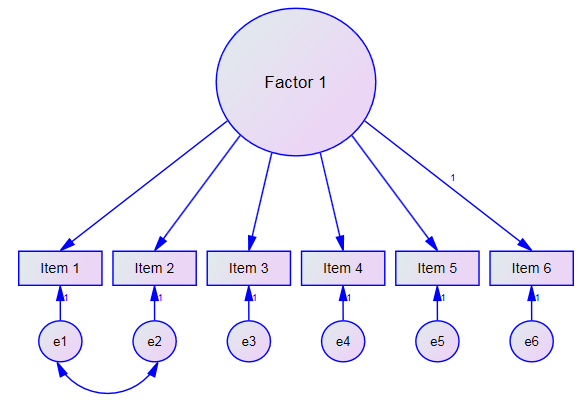 Factor 1
1
Item 1
Item 2
Item 3
Item 4
Item 5
Item 6
1
1
1
1
1
1
e1
e2
e3
e4
e5
e6